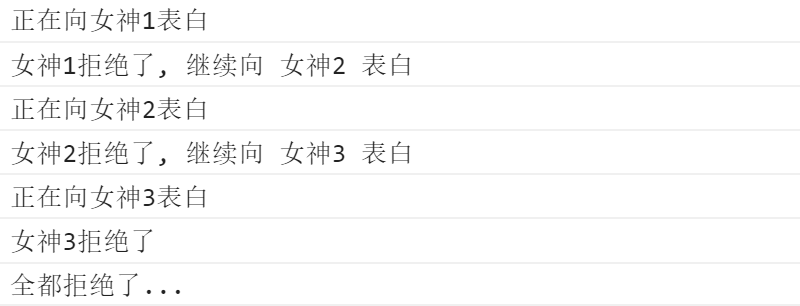 正在向女神1表白
女神1拒绝了, 继续向 女神2 表白
正在向女神2表白
女神2拒绝了, 继续向 女神3 表白
正在向女神3表白
女神3拒绝了
全都拒绝了...